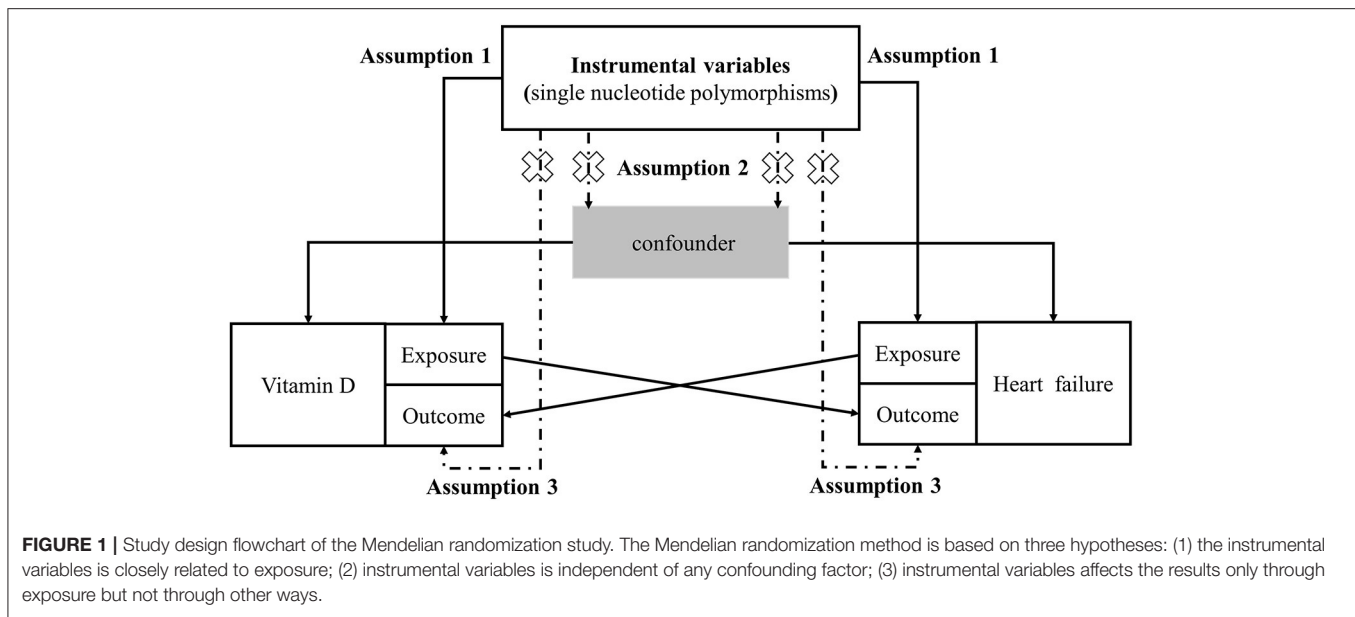 Assumption 1
Instrumental variables
(single nucleotide polymorphisms)
Assumption 1
Assumption 2
confounder
Vitamin D
Exposure
Outcome
Exposure
Outcome
Heart failure
Assumption 3
Assumption 3
FIGURE 1 | Study design flowchart of the Mendelian randomization study. The Mendelian randomization method is based on three hypotheses: (1) the instrumental
variables is closely related to exposure; (2) instrumental variables is independent of any confounding factor; (3) instrumental variables affects the results only through
exposure but not through other ways.